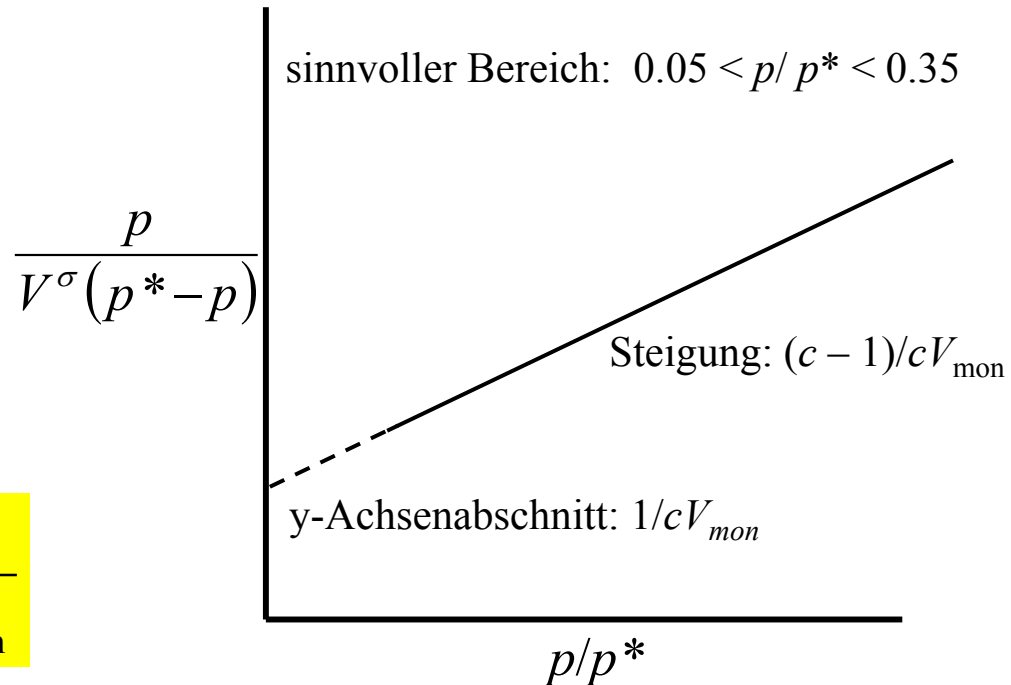 sinnvoller Bereich: 0.05 < p/ p* < 0.35
p
V^σ(p*–p)
Steigung: (c – 1)/cV_mon
y-Achsenabschnitt: 1/cV_mon
p/p*